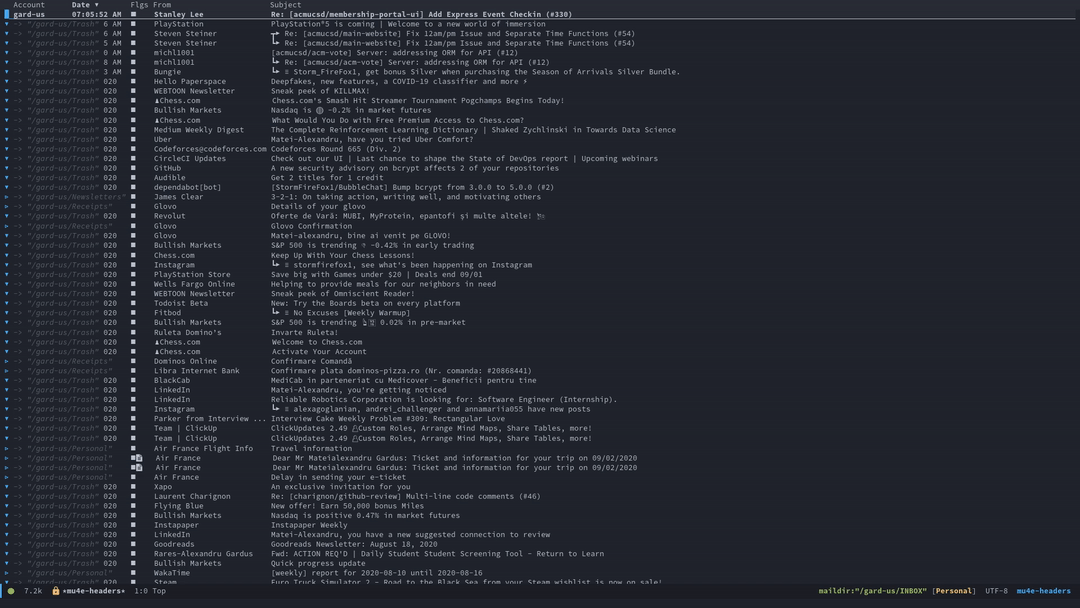 Account Date ▼ Flgs From Subject
gard-us 07:05:52 AM Stanley Lee Re: [acmucsd/membership-portal-ui] Add Express Event Checkin (#330)
-> "/gard-us/Trash" 6 AM PlayStation PlayStation®5 is coming | Welcome to a new world of immersion
-> "/gard-us/Trash" 6 AM Steven Steiner Re: [acmucsd/main-website] Fix 12am/pm Issue and Separate Time Functions (#54)
-> "/gard-us/Trash" 5 AM Steven Steiner Re: [acmucsd/main-website] Fix 12am/pm Issue and Separate Time Functions (#54)
-> "/gard-us/Trash" 0 AM michl1001 [acmucsd/acm-vote] Server: addressing ORM for API (#12)
-> "/gard-us/Trash" 8 AM michl1001 Re: [acmucsd/acm-vote] Server: addressing ORM for API (#12)
-> "/gard-us/Trash" 3 AM Bungie = Storm_FireFox1, get bonus Silver when purchasing the Season of Arrivals Silver Bundle.
-> "/gard-us/Trash" 020 Hello Paperspace Deepfakes, new features, a COVID-19 classifier and more ⚡
-> "/gard-us/Trash" 020 WEBTOON Newsletter Sneak peek of KILLMAX!
-> "/gard-us/Trash" 020 ♟Chess.com Chess.com's Smash Hit Streamer Tournament Pogchamps Begins Today!
-> "/gard-us/Trash" 020 Bullish Markets Nasdaq is -0.2% in market futures
-> "/gard-us/Trash" 020 ♟Chess.com What Would You Do with Free Premium Access to Chess.com?
-> "/gard-us/Trash" 020 Medium Weekly Digest The Complete Reinforcement Learning Dictionary | Shaked Zychlinski in Towards Data Science
-> "/gard-us/Trash" 020 Uber Matei-Alexandru, have you tried Uber Comfort?
-> "/gard-us/Trash" 020 Codeforces@codeforces.com Codeforces Round 665 (Div. 2)
-> "/gard-us/Trash" 020 CircleCI Updates Check out our UI | Last chance to shape the State of DevOps report | Upcoming webinars
-> "/gard-us/Trash" 020 GitHub A new security advisory on bcrypt affects 2 of your repositories
-> "/gard-us/Trash" 020 Audible Get 2 titles for 1 credit
-> "/gard-us/Trash" 020 dependabot[bot] [StormFireFox1/BubbleChat] Bump bcrypt from 3.0.0 to 5.0.0 (#2)
-> "/gard-us/Newsletters" James Clear 3-2-1: On taking action, writing well, and motivating others
-> "/gard-us/Receipts" Glovo Details of your glovo
-> "/gard-us/Trash" 020 Revolut Oferte de Vară: MUBI, MyProtein, epantofi și multe altele!
-> "/gard-us/Receipts" Glovo Glovo Confirmation
-> "/gard-us/Trash" 020 Glovo Matei-alexandru, bine ai venit pe GLOVO!
-> "/gard-us/Trash" 020 Bullish Markets S&P 500 is trending ↑ -0.42% in early trading
-> "/gard-us/Trash" 020 Chess.com Keep Up With Your Chess Lessons!
-> "/gard-us/Trash" 020 Instagram = stormfirefox1, see what's been happening on Instagram
-> "/gard-us/Trash" 020 PlayStation Store Save big with Games under $20 | Deals end 09/01
-> "/gard-us/Trash" 020 Wells Fargo Online Helping to provide meals for our neighbors in need
-> "/gard-us/Trash" 020 WEBTOON Newsletter Sneak peek of Omniscient Reader!
-> "/gard-us/Trash" 020 Todoist Beta New: Try the Boards beta on every platform
-> "/gard-us/Trash" 020 Fitbod = No Excuses [Weekly Warmup]
-> "/gard-us/Trash" 020 Bullish Markets S&P 500 is trending 0.02% in pre-market
-> "/gard-us/Trash" 020 Ruleta Domino's Invarte Ruleta!
-> "/gard-us/Trash" 020 ♟Chess.com Welcome to Chess.com
-> "/gard-us/Trash" 020 ♟Chess.com Activate Your Account
-> "/gard-us/Receipts" Dominos Online Confirmare Comandă
-> "/gard-us/Receipts" Libra Internet Bank Confirmare plata dominos-pizza.ro (Nr. comanda: #20868441)
-> "/gard-us/Trash" 020 BlackCab MediCab in parteneriat cu Medicover - Beneficii pentru tine
-> "/gard-us/Trash" 020 LinkedIn Matei-Alexandru, you're getting noticed
-> "/gard-us/Trash" 020 LinkedIn Reliable Robotics Corporation is looking for: Software Engineer (Internship).
-> "/gard-us/Trash" 020 Instagram = alexagoglanian, andrei_challenger and annamariia055 have new posts
-> "/gard-us/Trash" 020 Parker from Interview ... Interview Cake Weekly Problem #309: Rectangular Love
-> "/gard-us/Trash" 020 Team | ClickUp ClickUpdates 2.49 Custom Roles, Arrange Mind Maps, Share Tables, more!
-> "/gard-us/Trash" 020 Team | ClickUp ClickUpdates 2.49 Custom Roles, Arrange Mind Maps, Share Tables, more!
-> "/gard-us/Personal" Air France Flight Info Travel information
-> "/gard-us/Personal" Air France Dear Mr Mateialexandru Gardus: Ticket and information for your trip on 09/02/2020
-> "/gard-us/Personal" Air France Dear Mr Mateialexandru Gardus: Ticket and information for your trip on 09/02/2020
-> "/gard-us/Personal" Air France Delay in sending your e-ticket
-> "/gard-us/Trash" 020 Xapo An exclusive invitation for you
-> "/gard-us/Trash" 020 Laurent Charignon Re: [charignon/github-review] Multi-line code comments (#46)
-> "/gard-us/Trash" 020 Flying Blue New offer! Earn 50,000 bonus Miles
-> "/gard-us/Trash" 020 Bullish Markets Nasdaq is positive 0.47% in market futures
-> "/gard-us/Trash" 020 Instapaper Instapaper Weekly
-> "/gard-us/Trash" 020 LinkedIn Matei-Alexandru, you have a new suggested connection to review
-> "/gard-us/Trash" 020 Goodreads Goodreads Newsletter: August 18, 2020
-> "/gard-us/Trash" 020 Rares-Alexandru Gardus Fwd: ACTION REQ'D | Daily Student Student Screening Tool - Return to Learn
-> "/gard-us/Trash" 020 Bullish Markets Quick progress update
-> "/gard-us/Personal" WakaTime [weekly] report for 2020-08-10 until 2020-08-16
-> "/gard-us/Trash" 020 Steam Euro Truck Simulator 2 - Road to the Black Sea from your Steam wishlist is now on sale!
7.2k *mu4e-headers* 1:0 Top maildir:"/gard-us/INBOX" [Personal] UTF-8 mu4e-headers